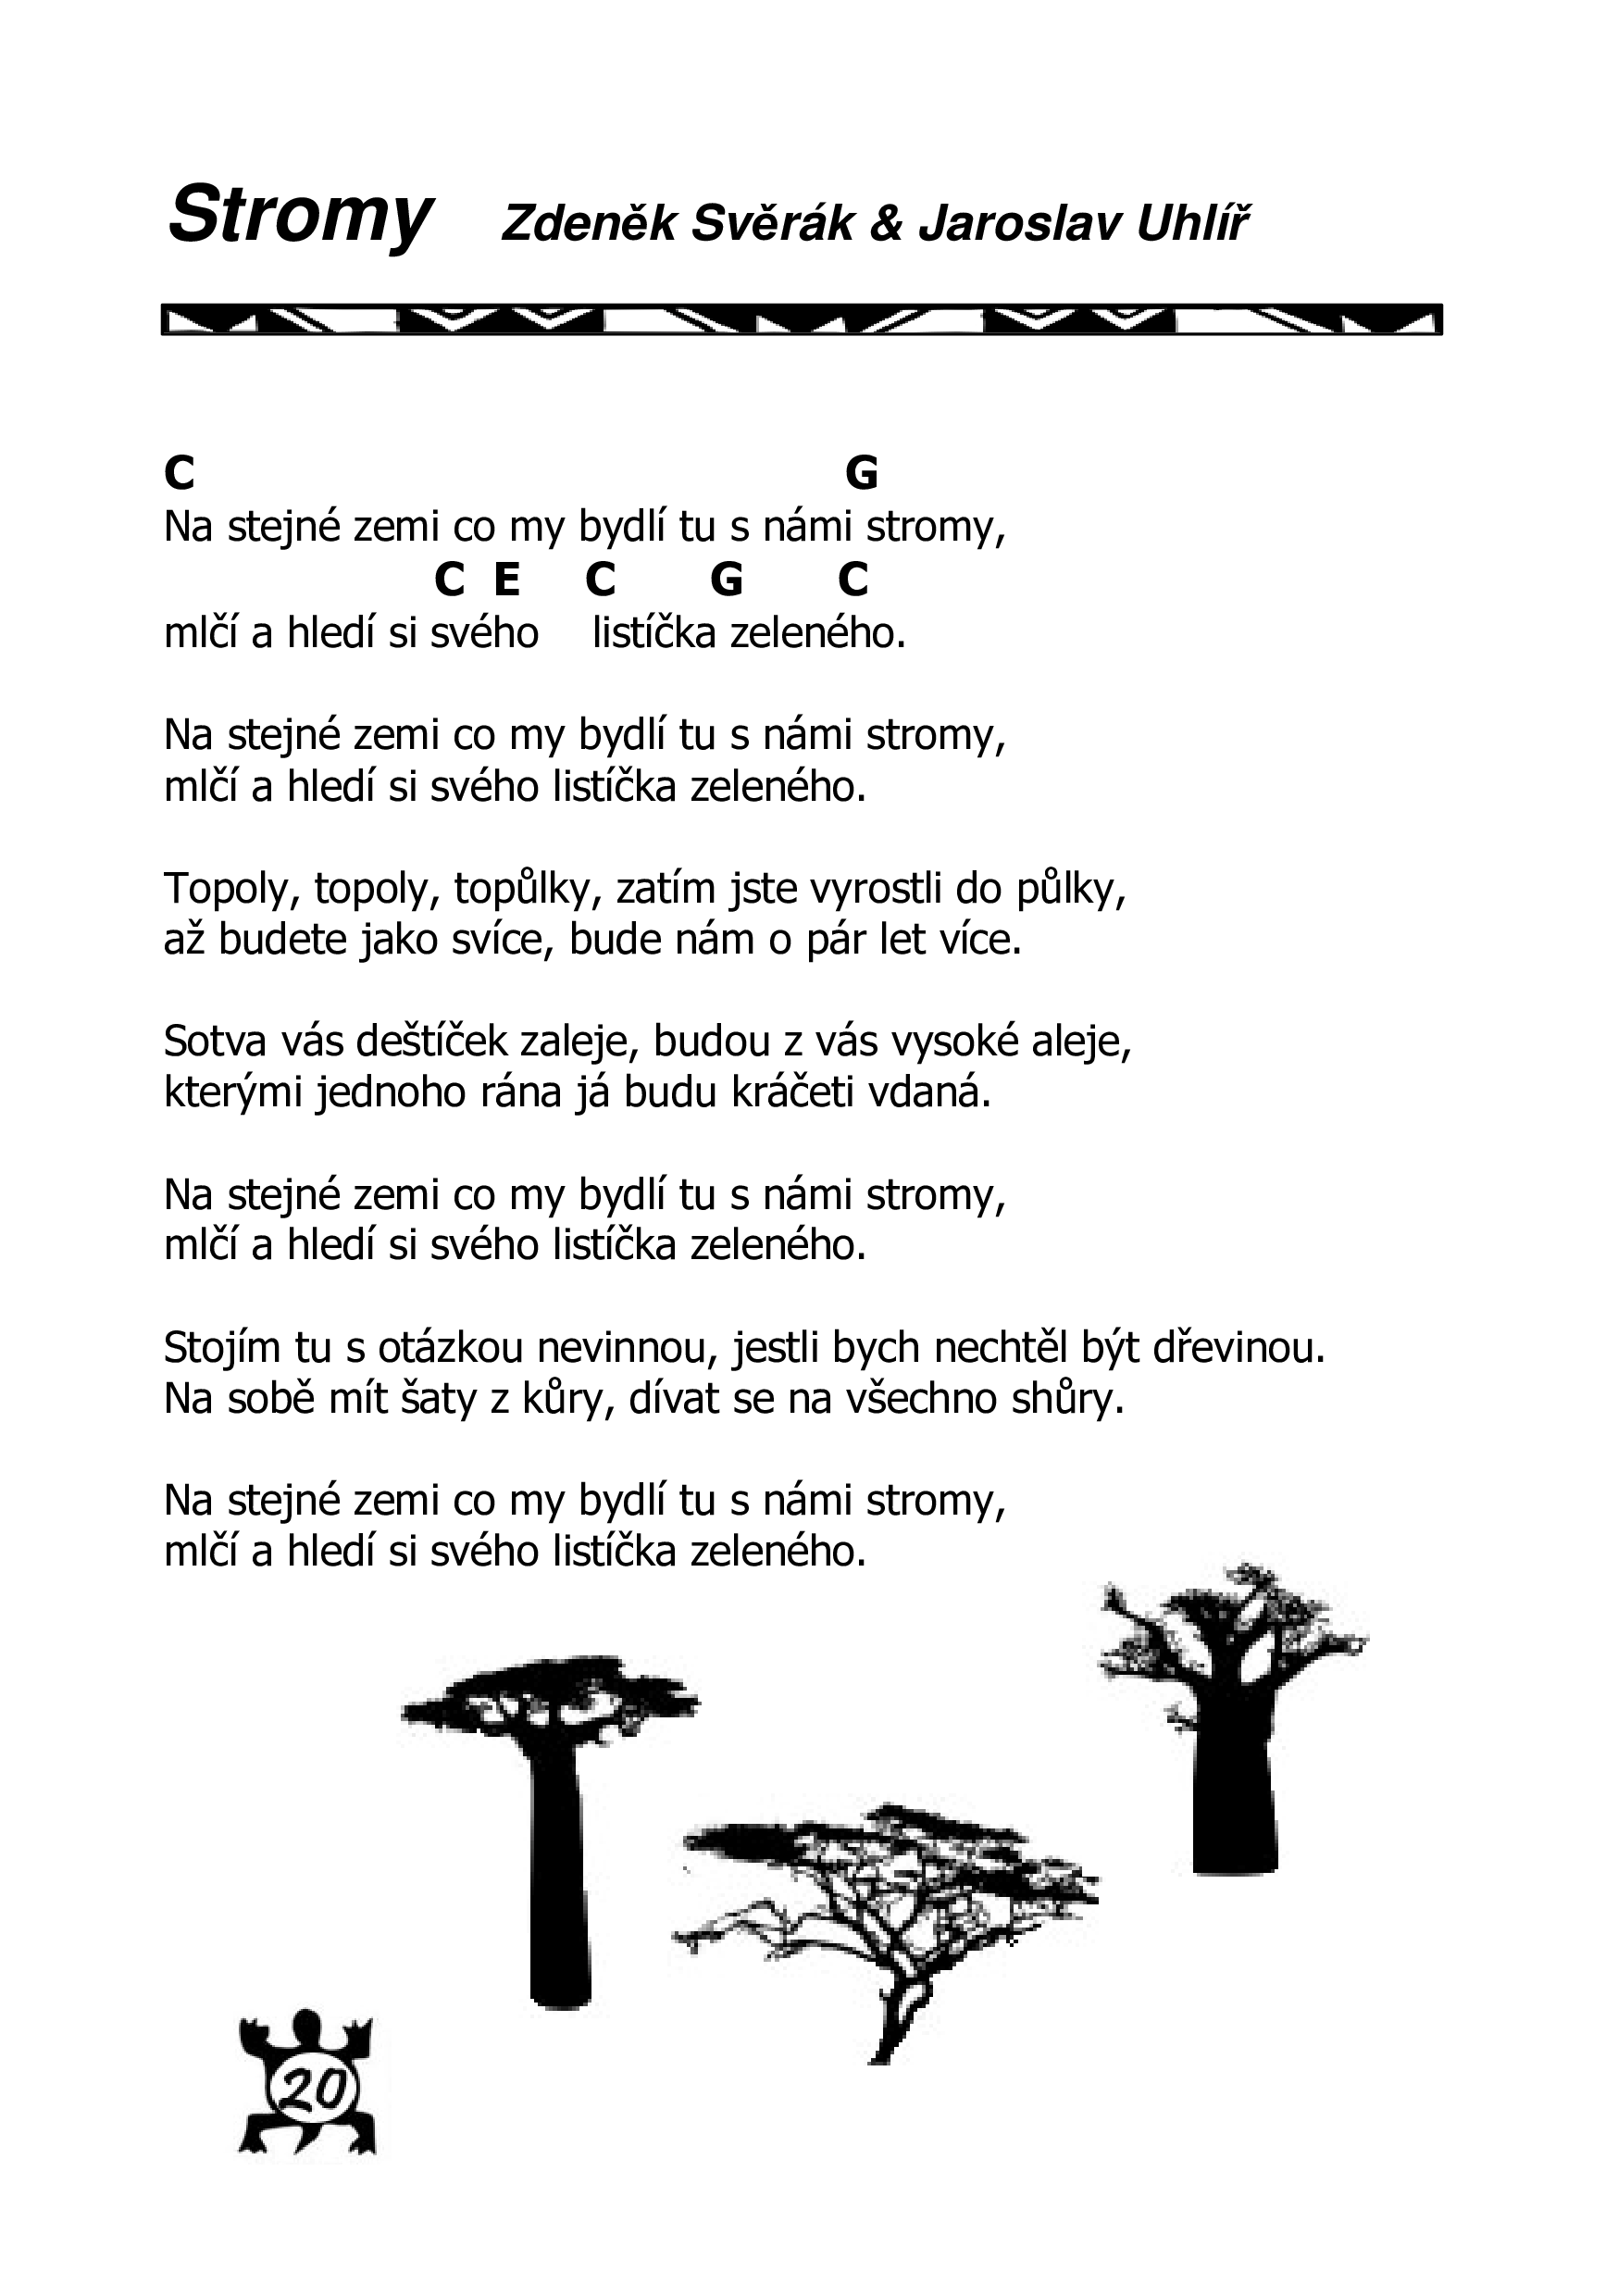 Stromy Zdeněk Svěrák & Jaroslav Uhlíř
C G
Na stejné zemi co my bydlí tu s námi stromy,
C E C G C
mlčí a hledí si svého listíčka zeleného.
Na stejné zemi co my bydlí tu s námi stromy,
mlčí a hledí si svého listíčka zeleného.
Topoly, topoly, topůlky, zatím jste vyrostli do půlky,
až budete jako svíce, bude nám o pár let více.
Sotva vás deštíček zaleje, budou z vás vysoké aleje,
kterými jednoho rána já budu kráčeti vdaná.
Na stejné zemi co my bydlí tu s námi stromy,
mlčí a hledí si svého listíčka zeleného.
Stojím tu s otázkou nevinnou, jestli bych nechtěl být dřevinou.
Na sobě mít šaty z kůry, dívat se na všechno shůry.
Na stejné zemi co my bydlí tu s námi stromy,
mlčí a hledí si svého listíčka zeleného.
20